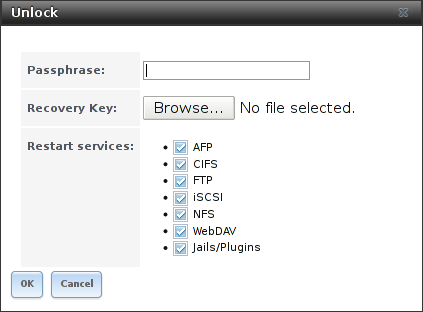 Unlock
Passphrase:
Recovery Key: Browse... No file selected.
Restart services:
AFP
CIFS
FTP
iSCSI
NFS
WebDAV
Jails/Plugins
OK Cancel